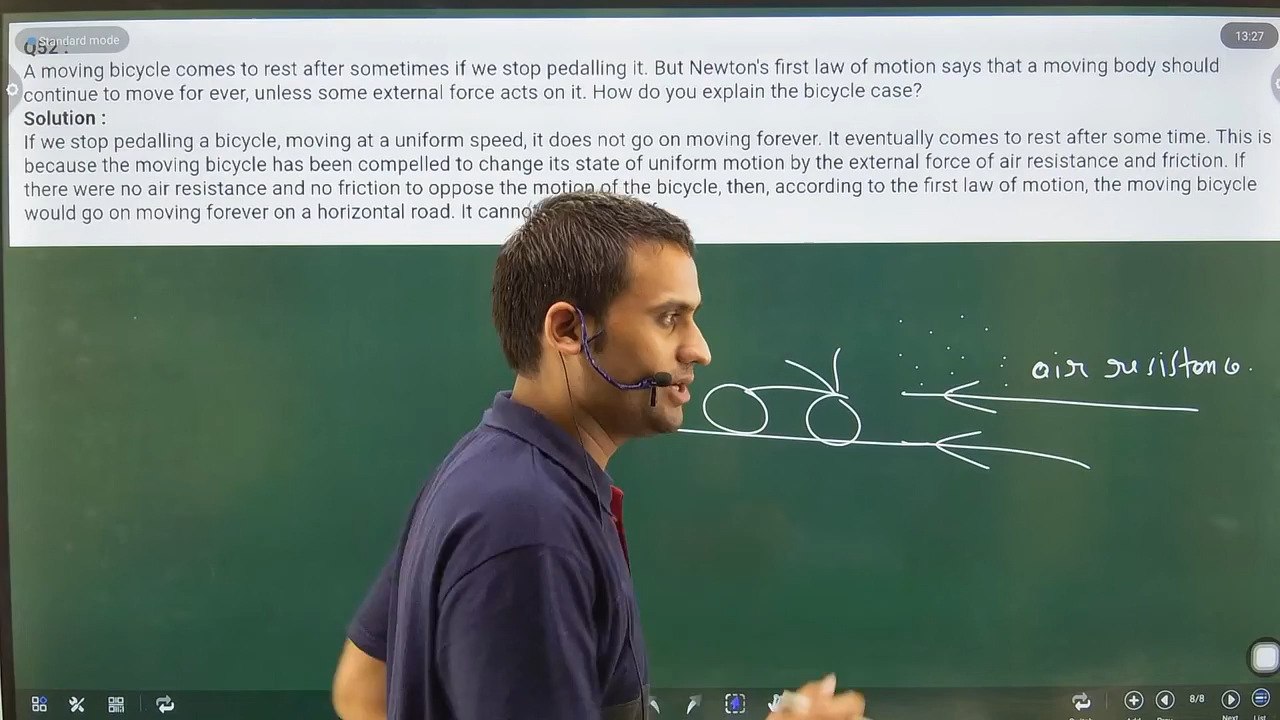 Standard mode
13:27
Q52 :
A moving bicycle comes to rest after sometimes if we stop pedalling it. But Newton's first law of motion says that a moving body should
continue to move for ever, unless some external force acts on it. How do you explain the bicycle case?
Solution :
If we stop pedalling a bicycle, moving at a uniform speed, it does not go on moving forever. It eventually comes to rest after some time. This is
because the moving bicycle has been compelled to change its state of uniform motion by the external force of air resistance and friction. If
there were no air resistance and no friction to oppose the motion of the bicycle, then, according to the first law of motion, the moving bicycle
would go on moving forever on a horizontal road. It
air resistance.
8/8
Next